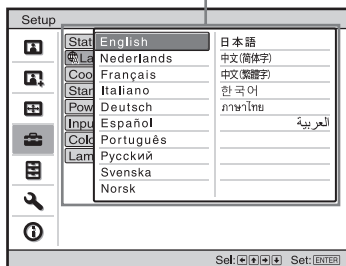 Setup
Stat
La
Coo
Star
Pow
Inpu
Colo
Lam
English
Nederlands
Français
Italiano
Deutsch
Español
Português
Русский
Svenska
Norsk
日本語
中文(简体字)
中文(繁體字)
한국어
ภาษาไทย
العربية
Sel: Set: ENTER